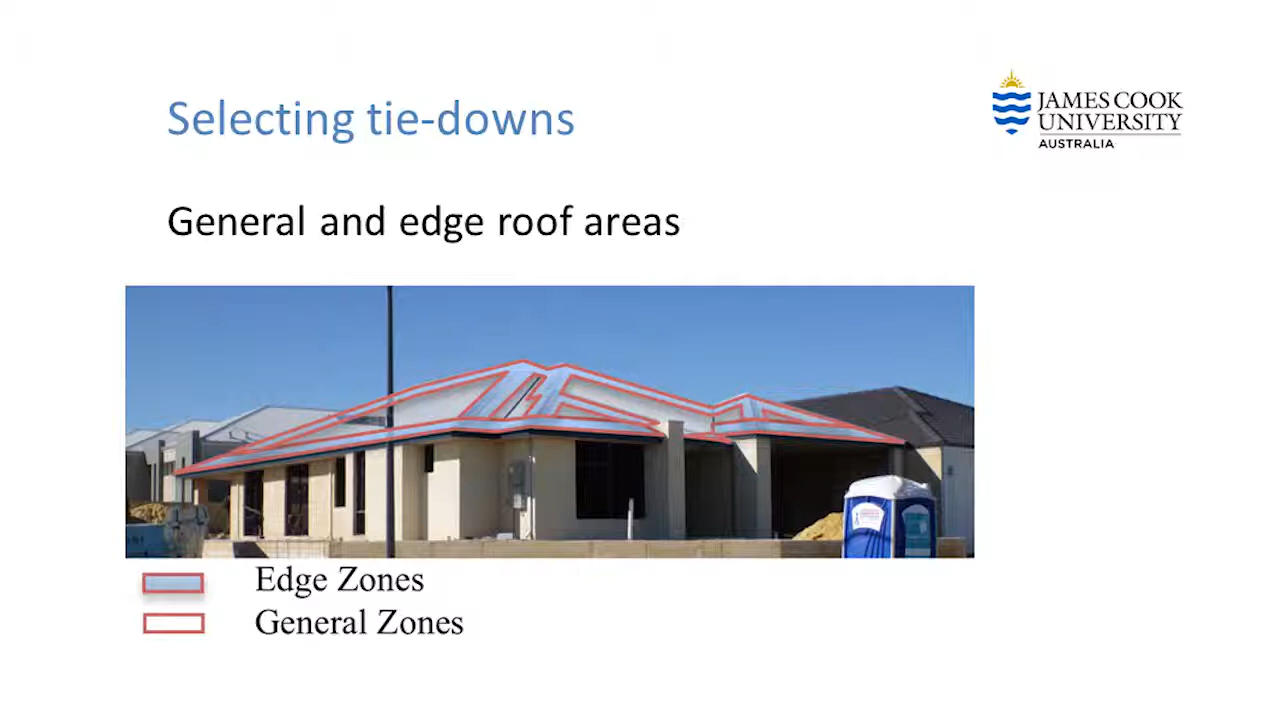 Selecting tie-downs
JAMES COOK
UNIVERSITY
AUSTRALIA
General and edge roof areas
Edge Zones
General Zones